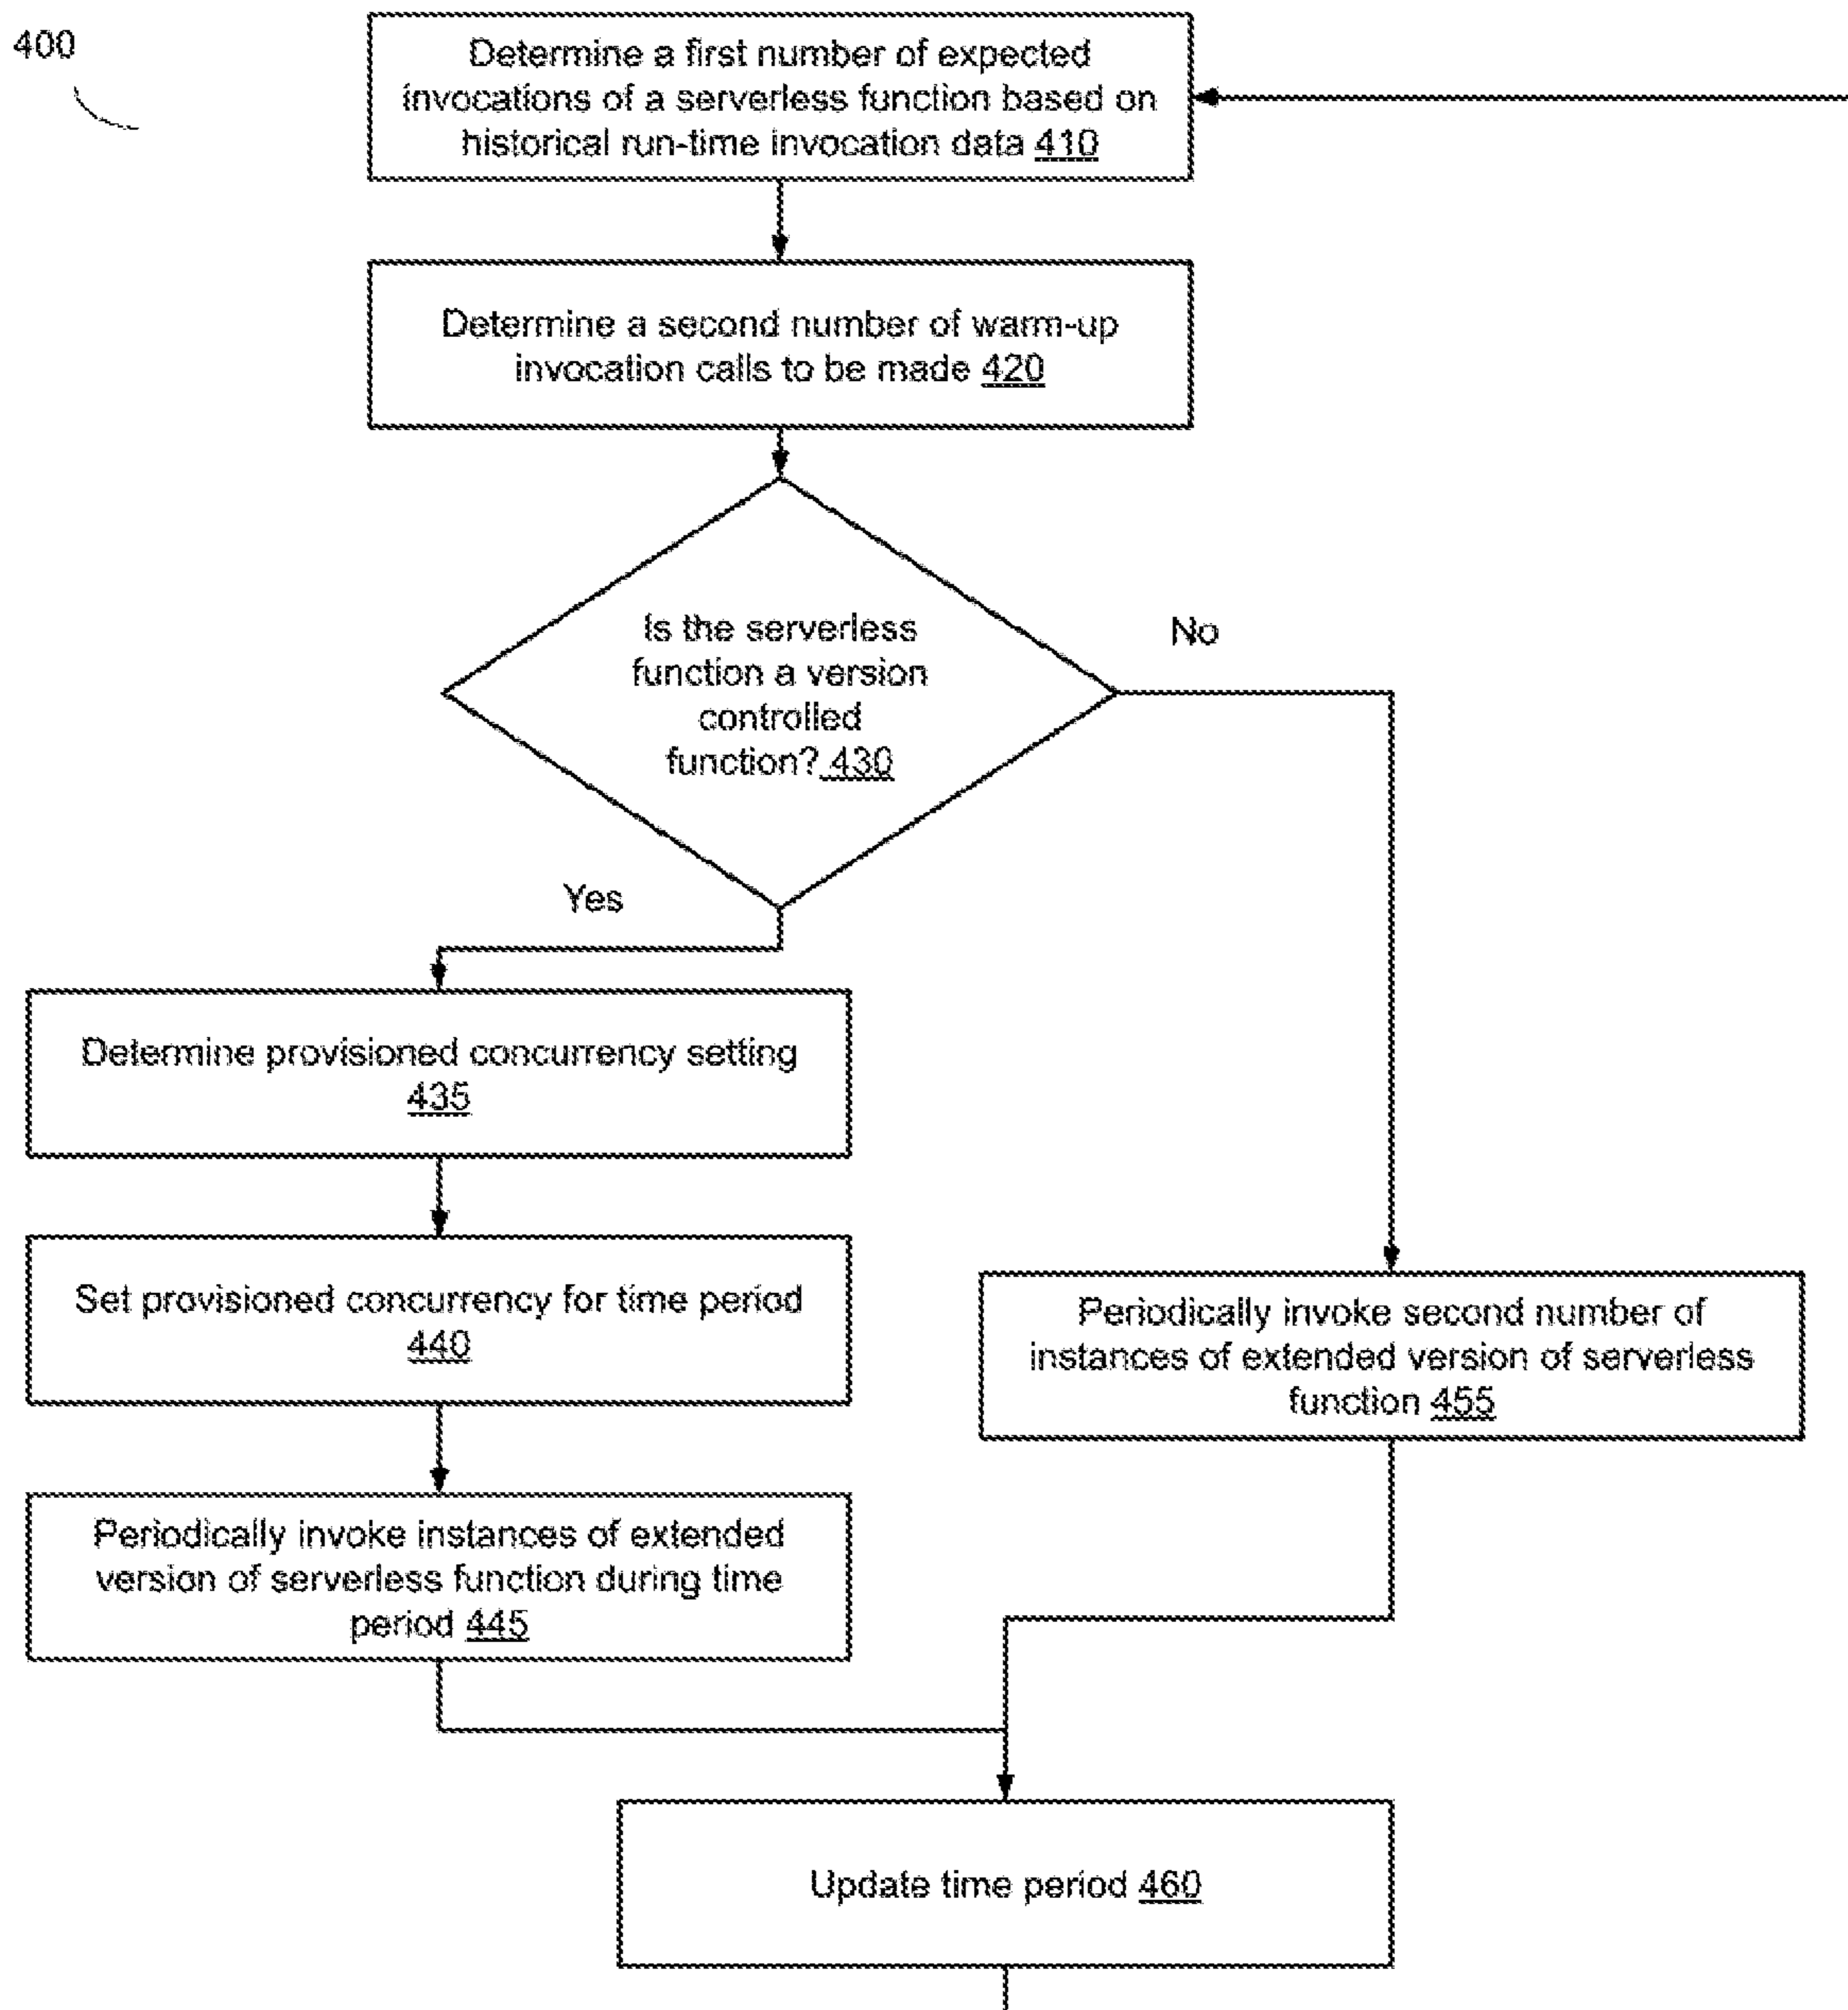 400
Determine a first number of expected
invocations of a serverless function based on
historical run-time invocation data 410
Determine a second number of warm-up
invocation calls to be made 420
Is the serverless
function a version
controlled
function? 430
No
Yes
Determine provisioned concurrency setting
435
Set provisioned concurrency for time period
440
Periodically invoke second number of
instances of extended version of serverless
function 455
Periodically invoke instances of extended
version of serverless function during time
period 445
Update time period 460